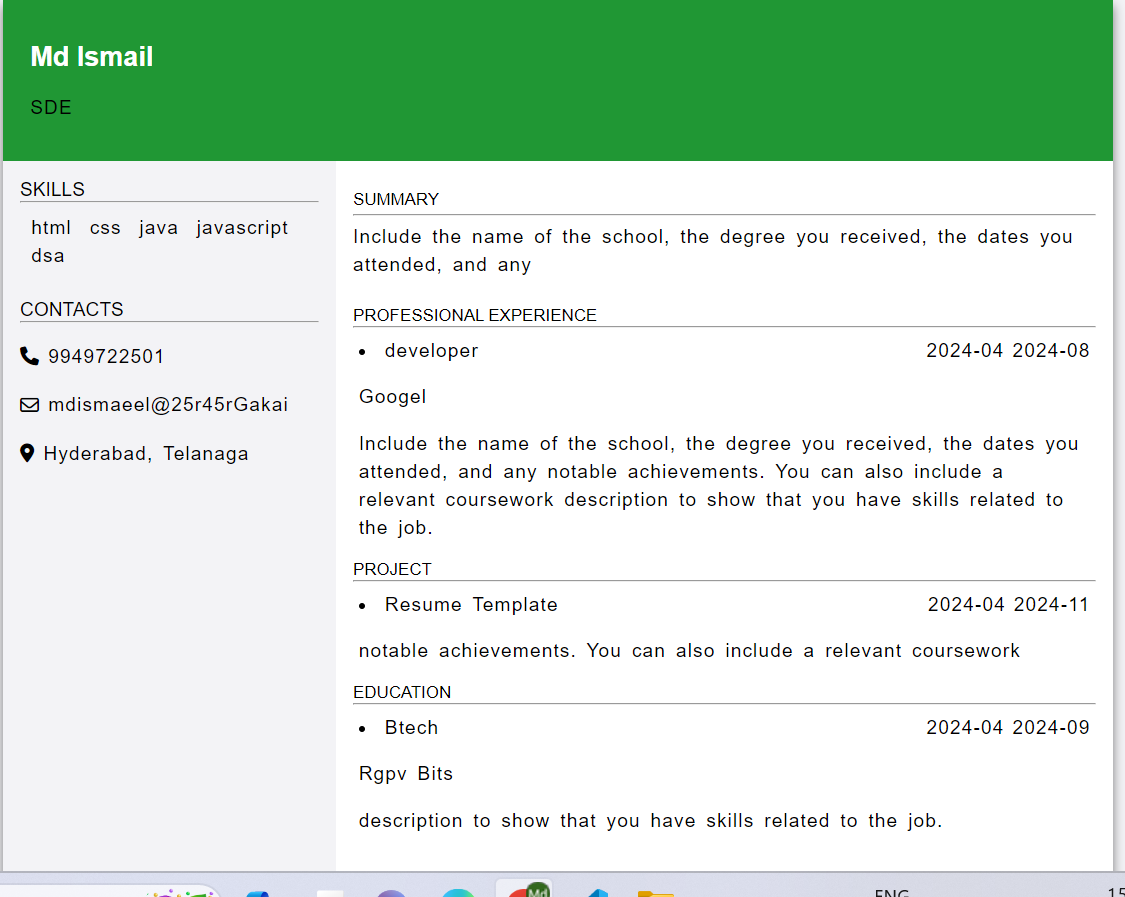 Md Ismail
SDE
SKILLS
html css java javascript
dsa
CONTACTS
9949722501
mdismaeel@25r45rGakai
Hyderabad, Telanaga
SUMMARY
Include the name of the school, the degree you received, the dates you
attended, and any
PROFESSIONAL EXPERIENCE
• developer 2024-04 2024-08
Googel
Include the name of the school, the degree you received, the dates you
attended, and any notable achievements. You can also include a
relevant coursework description to show that you have skills related to
the job.
PROJECT
• Resume Template 2024-04 2024-11
notable achievements. You can also include a relevant coursework
EDUCATION
• Btech 2024-04 2024-09
Rgpv Bits
description to show that you have skills related to the job.
Md
ENG
15